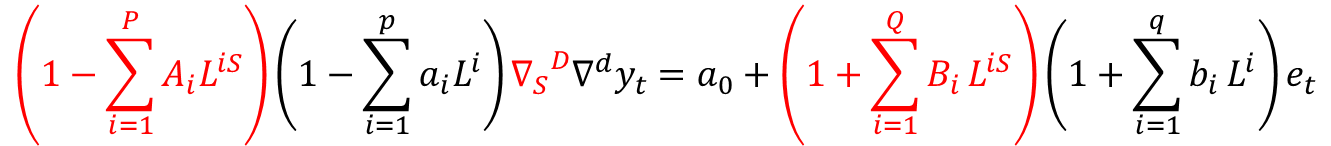 (1 − ∑_{i=1}^{P} A_i L^{iS}) (1 − ∑_{i=1}^{p} a_i L^i) ∇_S^D ∇^d y_t = a_0 + (1 + ∑_{i=1}^{Q} B_i L^{iS}) (1 + ∑_{i=1}^{q} b_i L^i) e_t